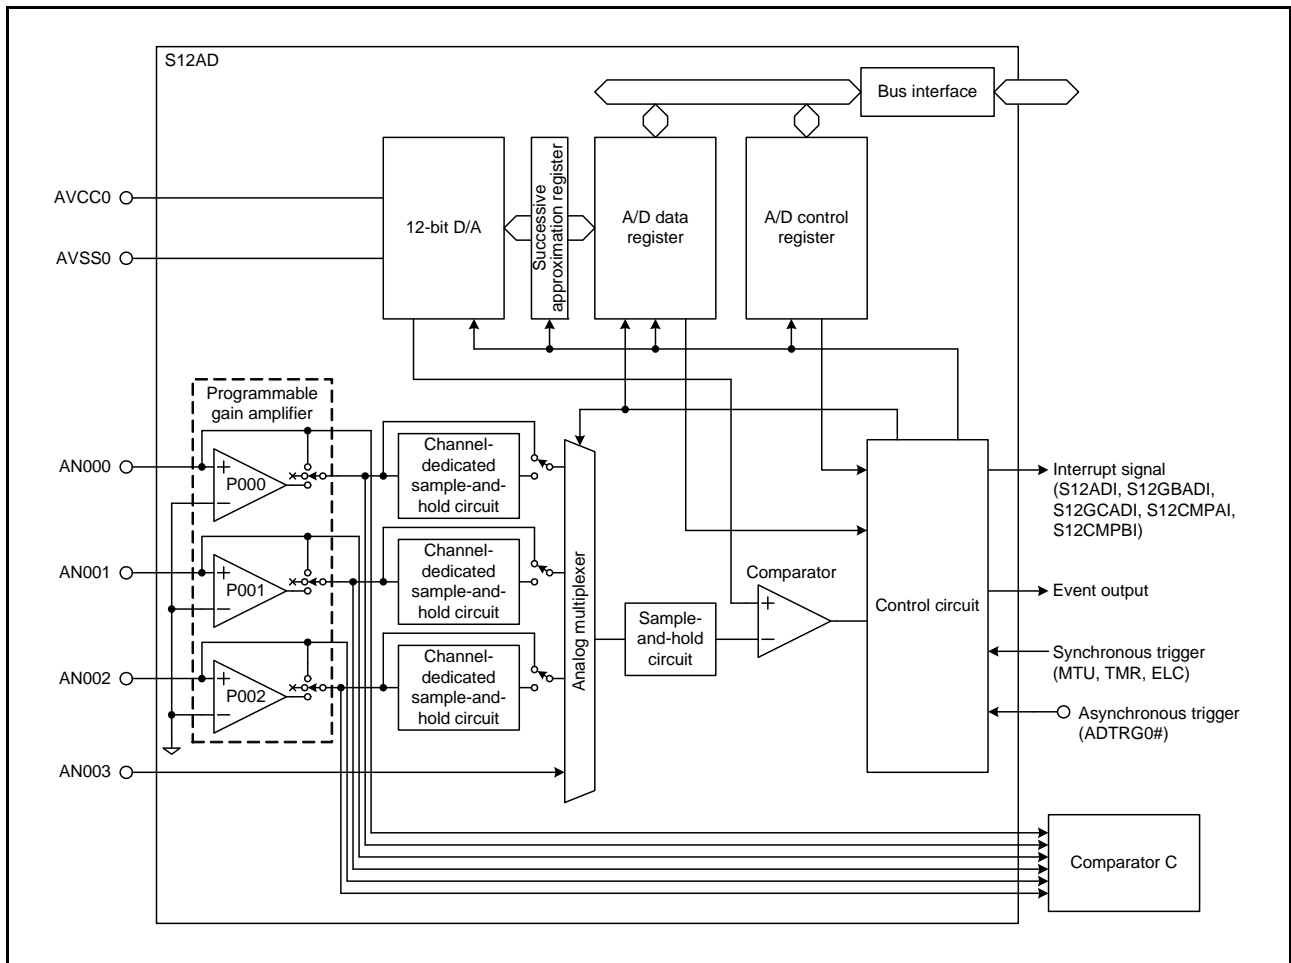 S12AD
Bus interface
AVCC0
AVSS0
12-bit D/A
Successive
approximation register
A/D data
register
A/D control
register
Programmable
gain amplifier
AN000
+
P000
−
Channel-
dedicated
sample-and-
hold circuit
AN001
+
P001
−
Channel-
dedicated
sample-and-
hold circuit
AN002
+
P002
−
Channel-
dedicated
sample-and-
hold circuit
AN003
Analog multiplexer
Sample-
and-hold
circuit
Comparator
+
−
Control circuit
Interrupt signal
(S12ADI, S12GBADI,
S12GCADI, S12CMPAI,
S12CMPBI)
Event output
Synchronous trigger
(MTU, TMR, ELC)
Asynchronous trigger
(ADTRG0#)
Comparator C